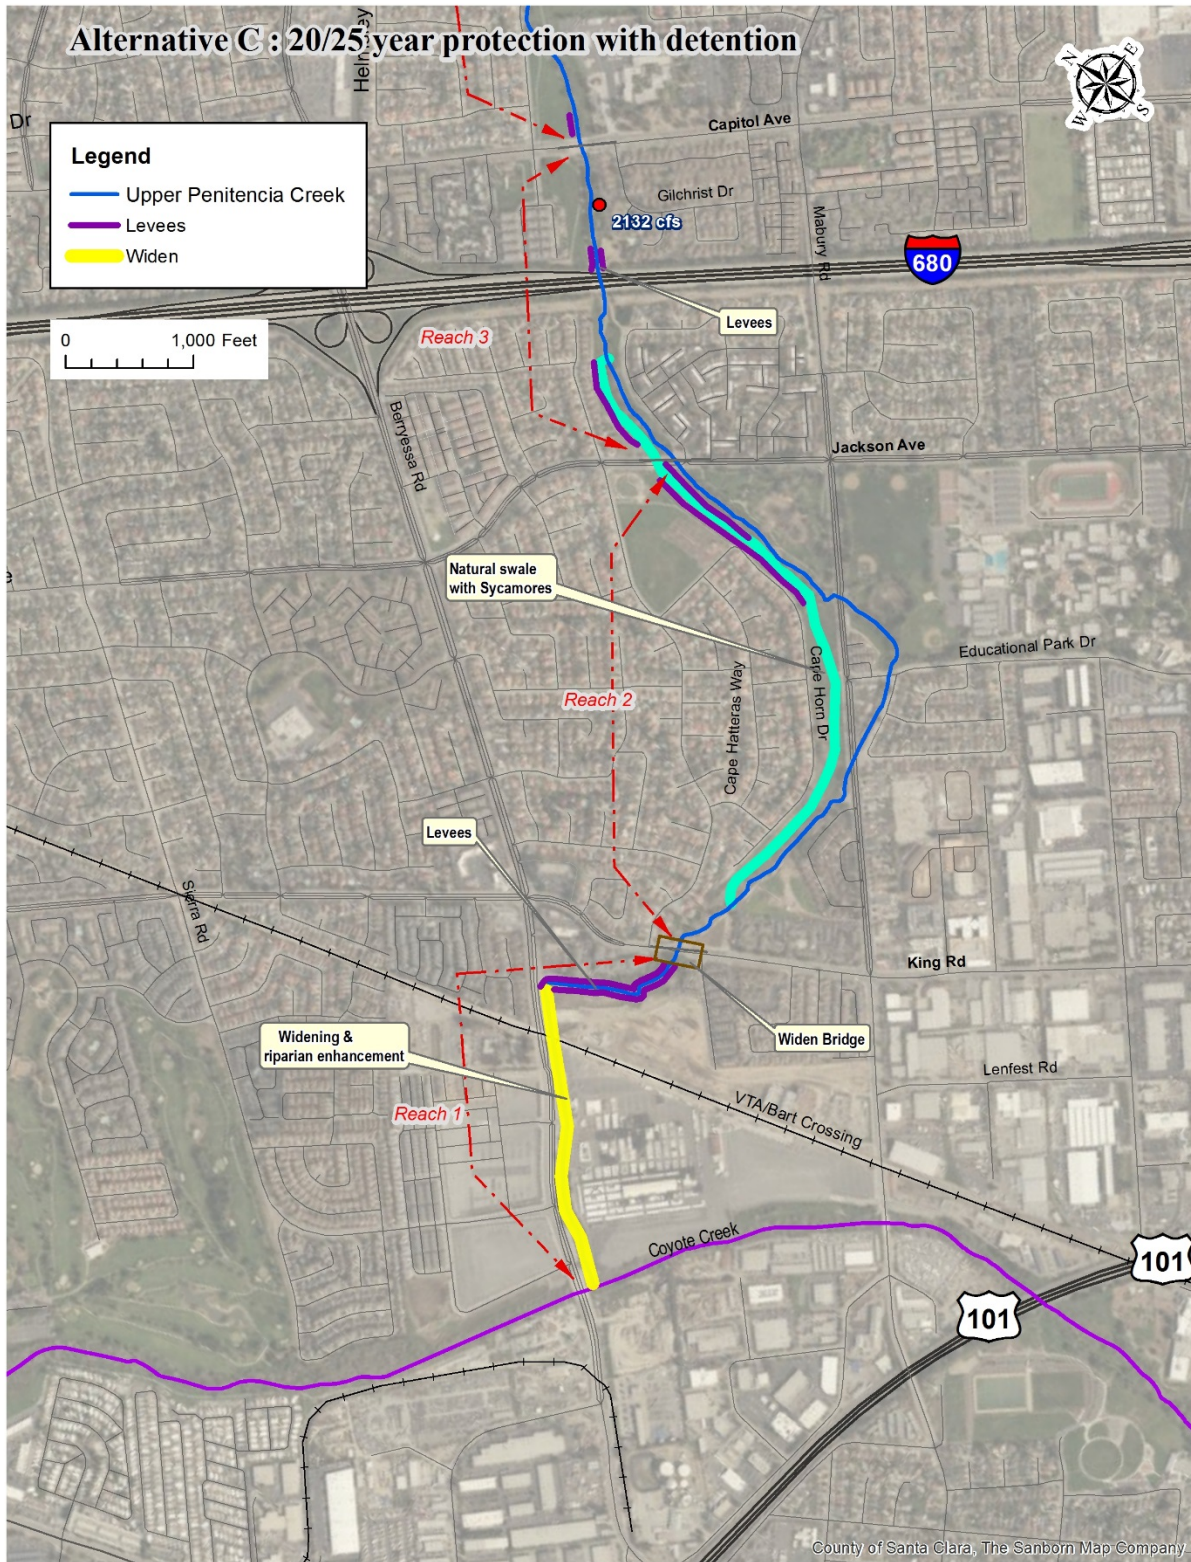 Alternative C : 20/25 year protection with detention
Dr
Legend
Upper Penitencia Creek
Levees
Widen
0 1,000 Feet
N
E
S
W
Capitol Ave
Gilchrist Dr
2132 cfs
Mabury Rd
680
Levees
Reach 3
Berryessa Rd
Jackson Ave
Natural swale
with Sycamores
Educational Park Dr
Cape Horn Dr
Cape Hatteras Way
Reach 2
Levees
Sierra Rd
King Rd
Widen Bridge
Widening &
riparian enhancement
Lenfest Rd
VTA/Bart Crossing
Reach 1
Coyote Creek
101
101
County of Santa Clara, The Sanborn Map Company